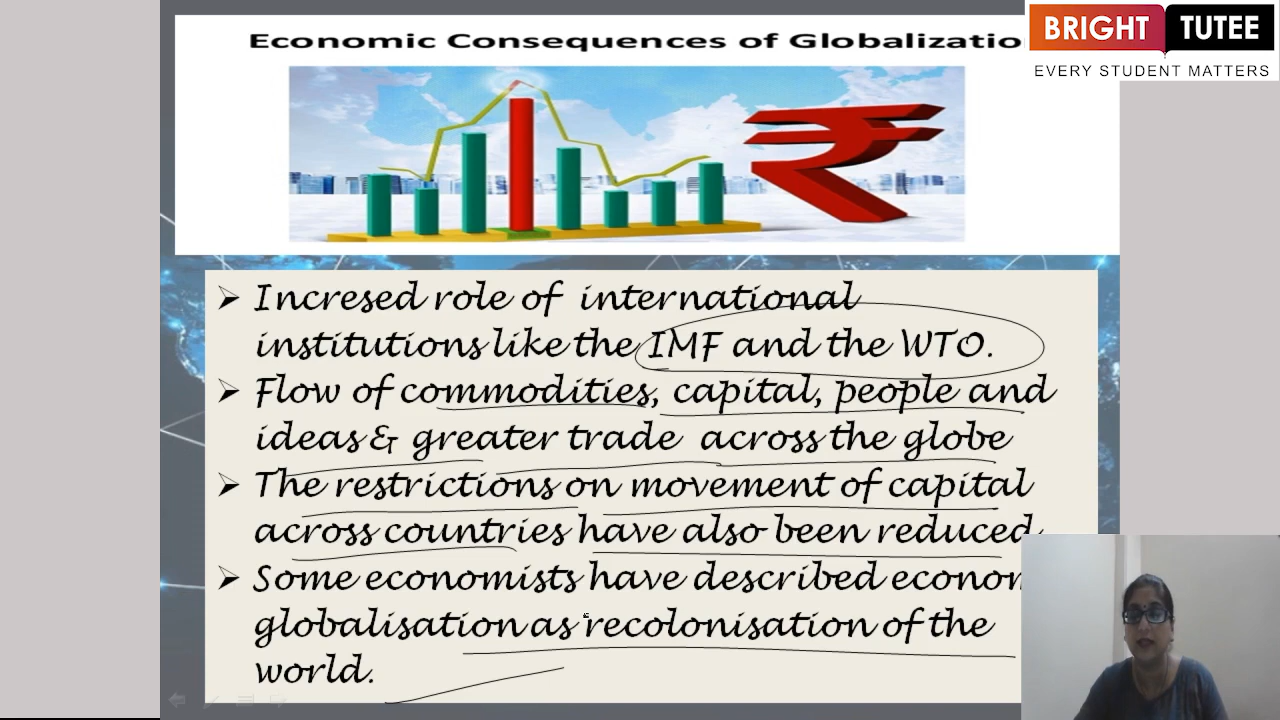 Economic Consequences of Globalizatio
BRIGHT TUTEE
EVERY STUDENT MATTERS
➢ Incresed role of international
institutions like the IMF and the WTO.
➢ Flow of commodities, capital, people and
ideas & greater trade across the globe
➢ The restrictions on movement of capital
across countries have also been reduced
➢ Some economists have described econom
globalisation as recolonisation of the
world.